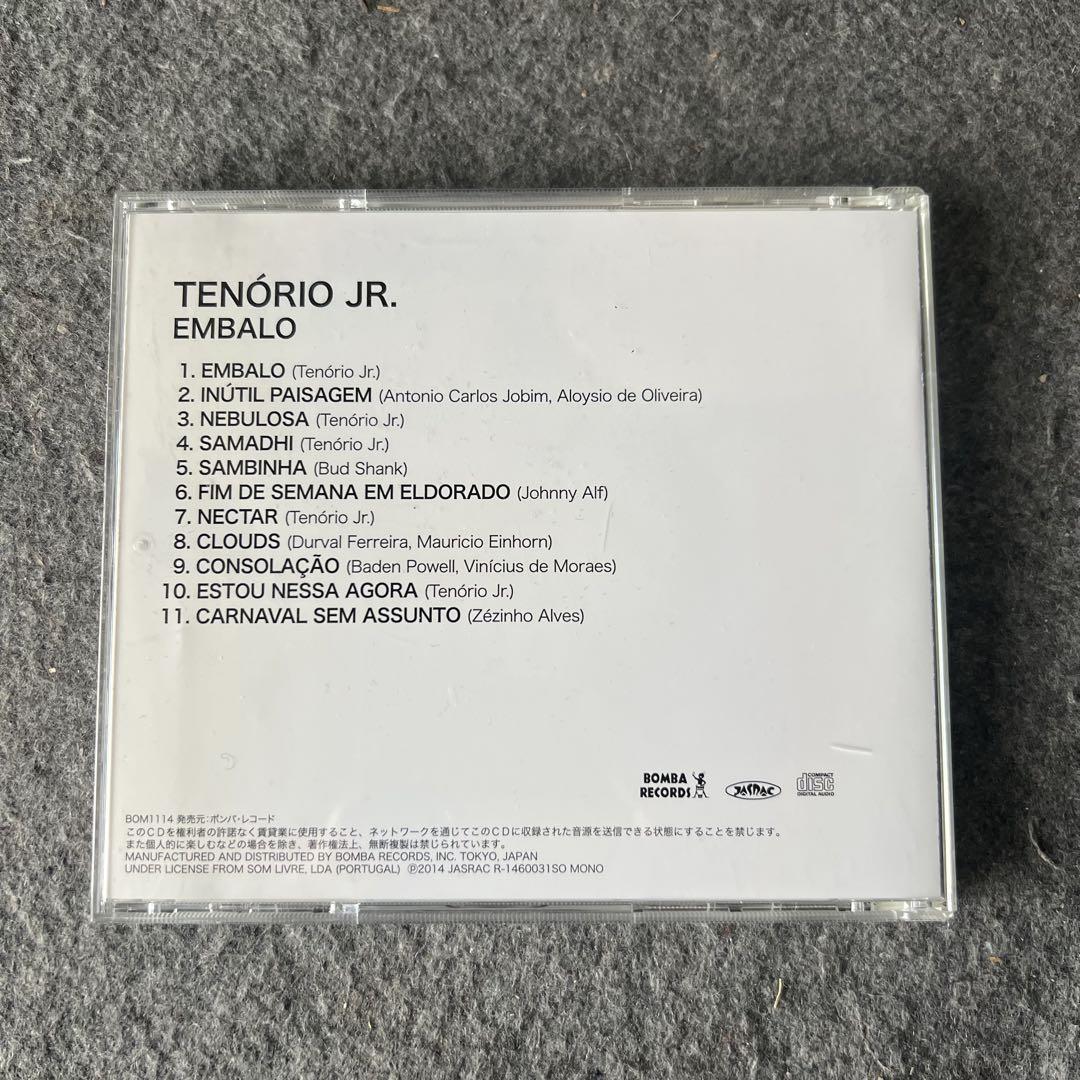 TENÓRIO JR.
EMBALO
1. EMBALO (Tenório Jr.)
2. INÚTIL PAISAGEM (Antonio Carlos Jobim, Aloysio de Oliveira)
3. NEBULOSA (Tenório Jr.)
4. SAMADHI (Tenório Jr.)
5. SAMBINHA (Bud Shank)
6. FIM DE SEMANA EM ELDORADO (Johnny Alf)
7. NECTAR (Tenório Jr.)
8. CLOUDS (Durval Ferreira, Mauricio Einhorn)
9. CONSOLAÇÃO (Baden Powell, Vinícius de Moraes)
10. ESTOU NESSA AGORA (Tenório Jr.)
11. CARNAVAL SEM ASSUNTO (Zézinho Alves)
BOMBA
RECORDS
JASRAC
COMPACT
disc
DIGITAL AUDIO
BOM1114 発売元:ボンバ・レコード
このCDを権利者の許諾なく賃貸業に使用すること、ネットワークを通じてこのCDに収録された音源を送信できる状態にすることを禁じます。
また個人的に楽しむなどの場合を除き、著作権法上、無断複製は禁じられています。
MANUFACTURED AND DISTRIBUTED BY BOMBA RECORDS, INC. TOKYO, JAPAN
UNDER LICENSE FROM SOM LIVRE, LDA (PORTUGAL) ℗2014 JASRAC R-1460031SO MONO